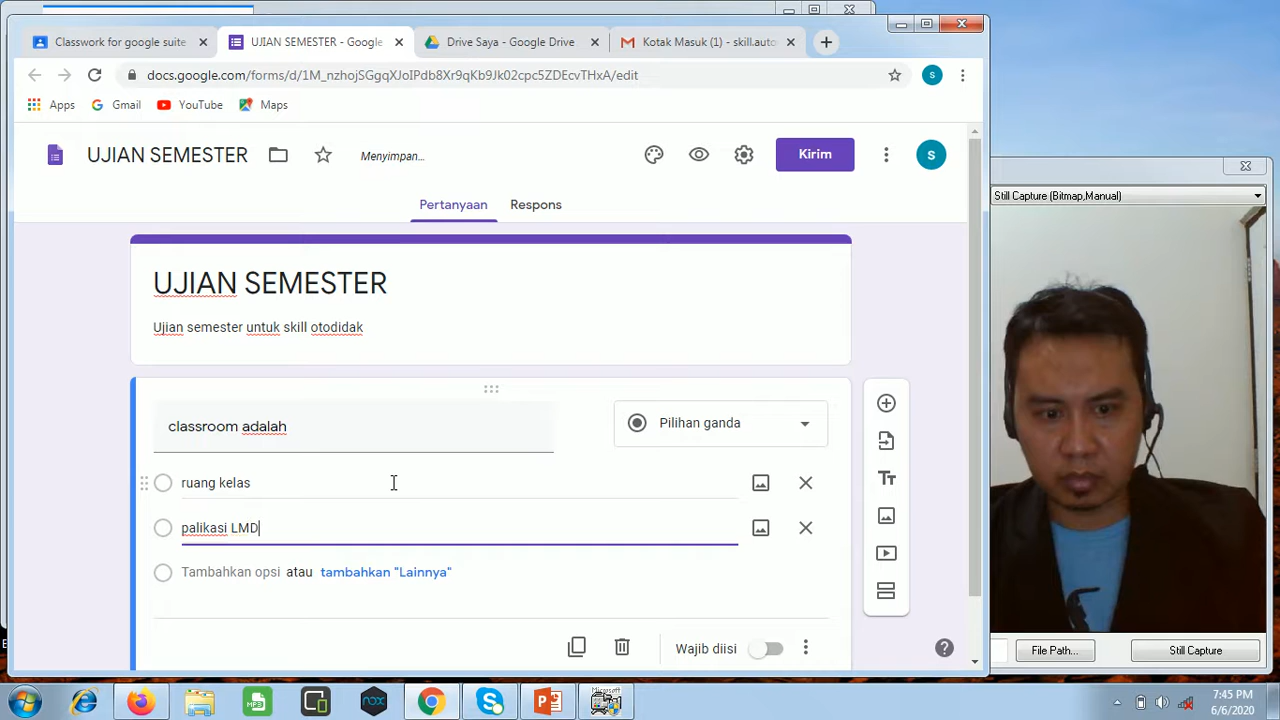 Classwork for google suite
UJIAN SEMESTER - Google
Drive Saya - Google Drive
Kotak Masuk (1) - skill.auto
docs.google.com/forms/d/1M_nzhojSGgqXJoIPdb8Xr9qKb9Jk02cpc5ZDEcvTHxA/edit
S
Apps
Gmail
YouTube
Maps
UJIAN SEMESTER
Menyimpan...
Kirim
S
Pertanyaan
Respons
Still Capture (Bitmap,Manual)
UJIAN SEMESTER
Ujian semester untuk skill otodidak
classroom adalah
Pilihan ganda
ruang kelas
palikasi LMD
Tambahkan opsi atau tambahkan "Lainnya"
Wajib diisi
File Path...
Still Capture
MP3
nox
Microsoft
7:45 PM
6/6/2020